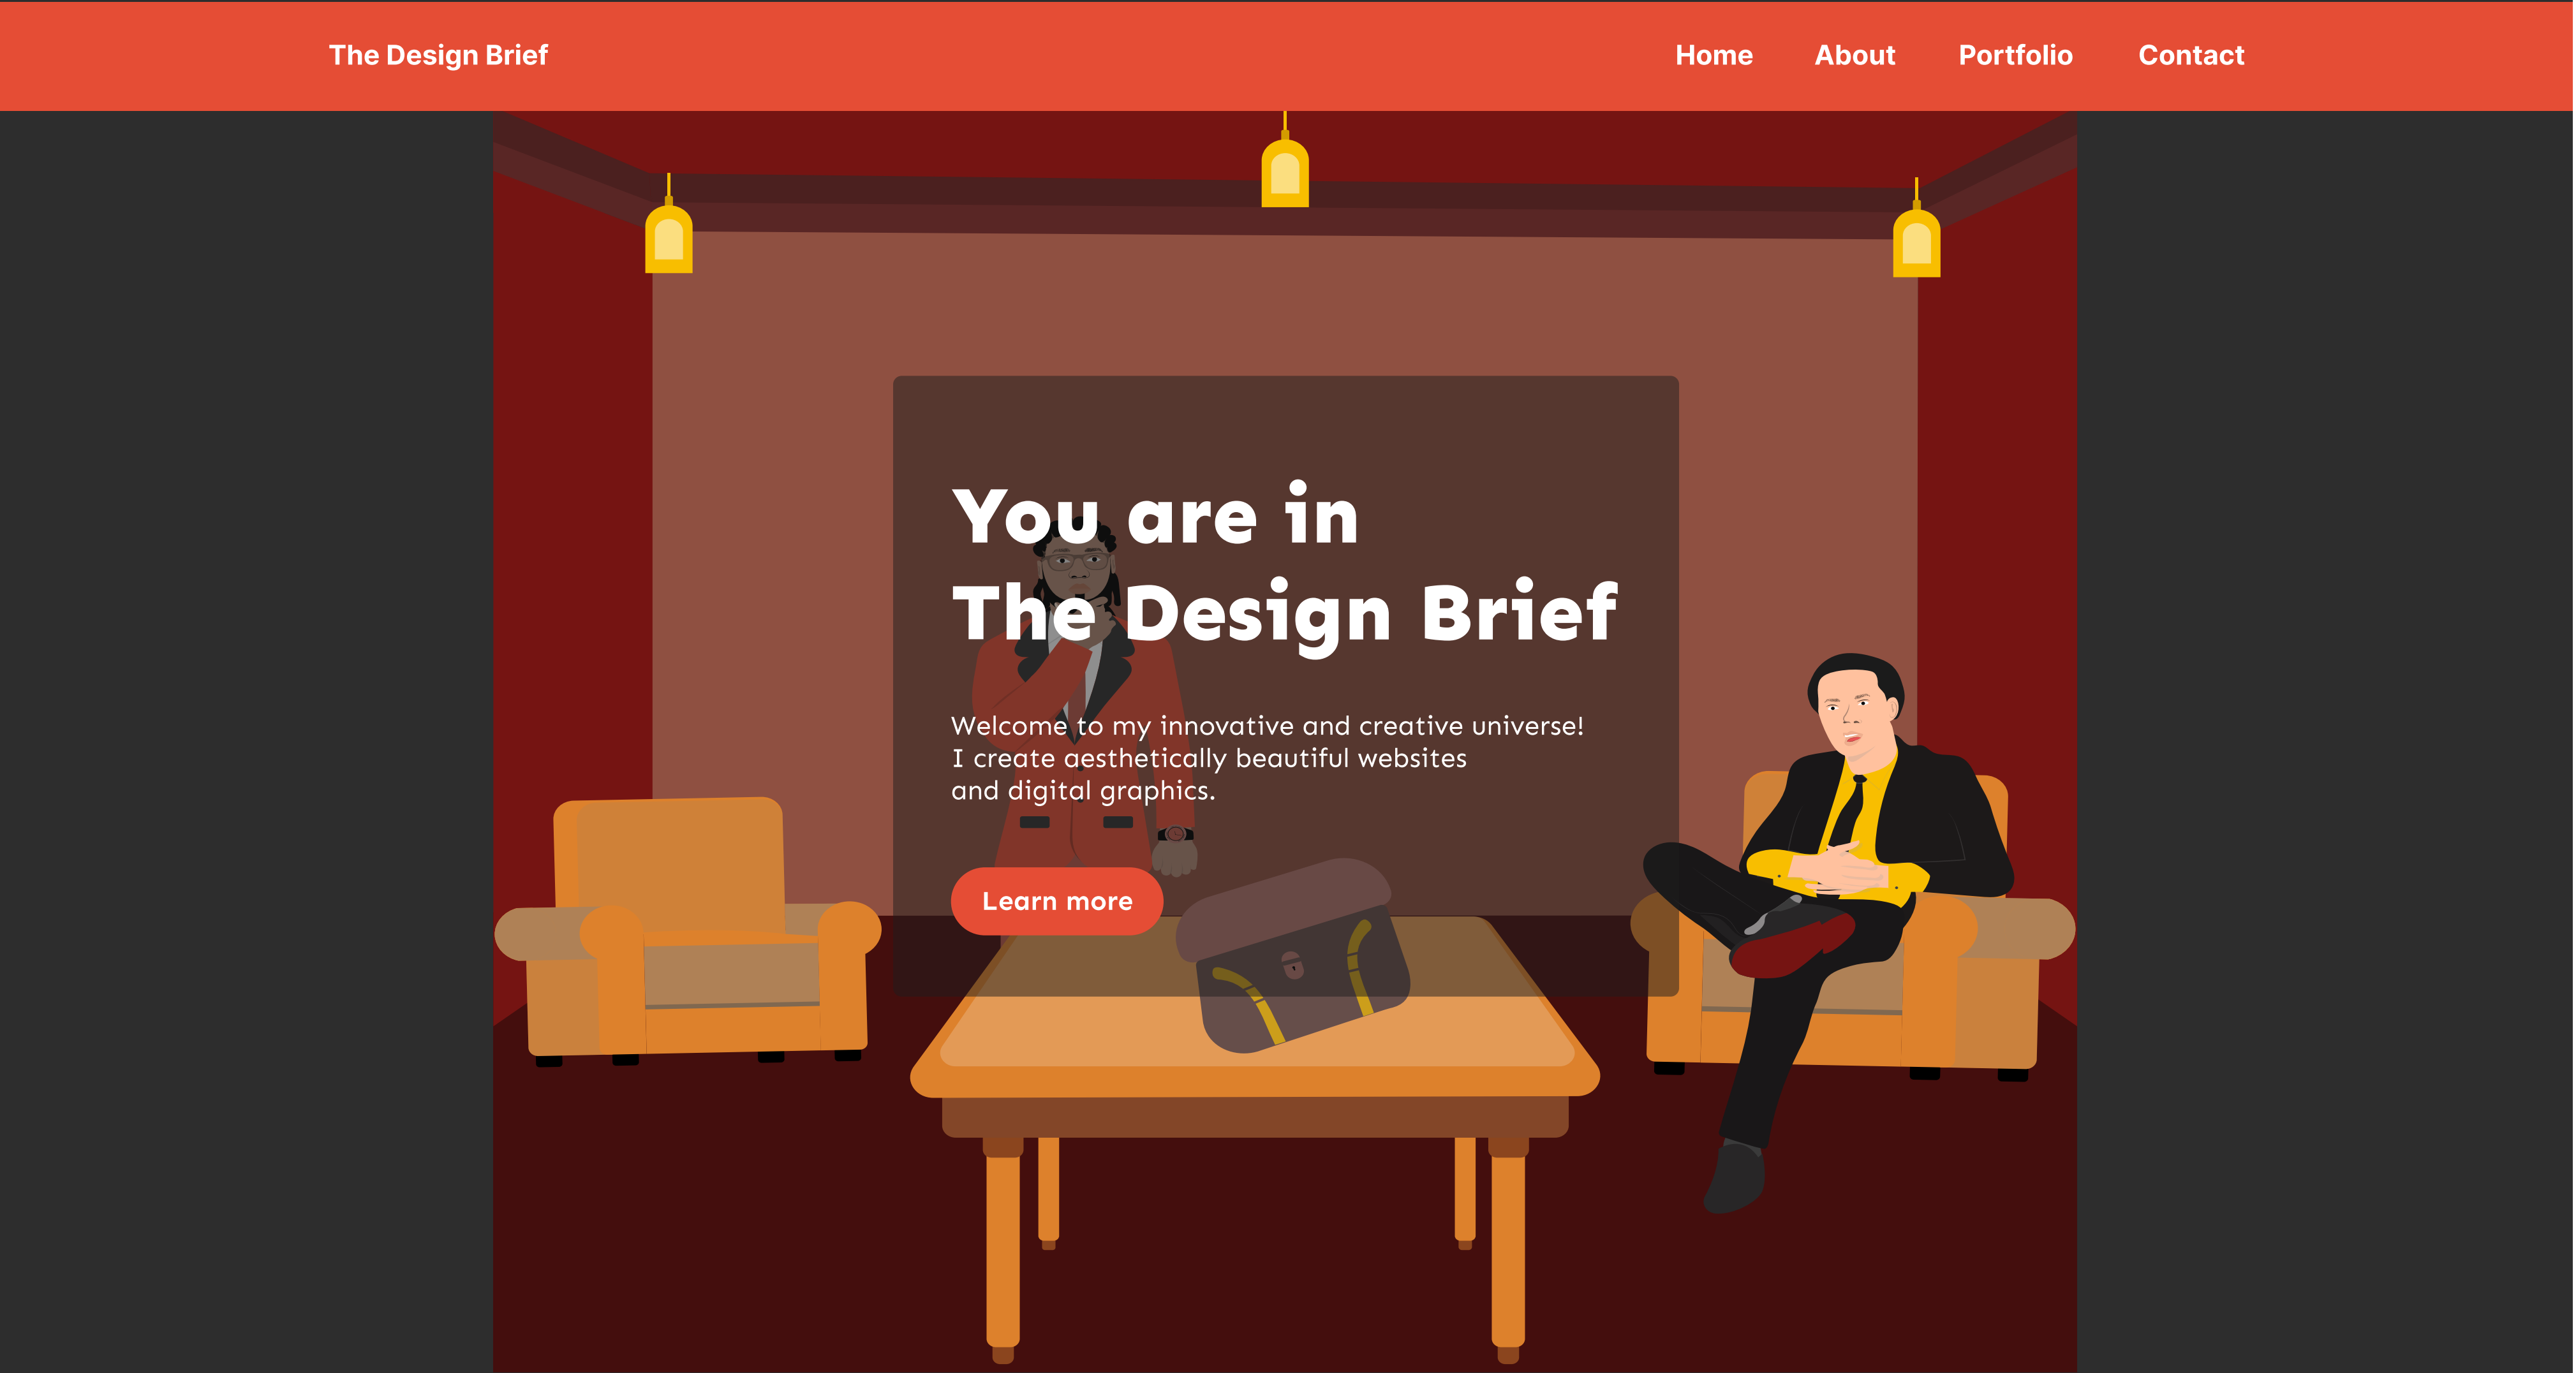 The Design Brief
Home About Portfolio Contact
You are in
The Design Brief
Welcome to my innovative and creative universe!
I create aesthetically beautiful websites
and digital graphics.
Learn more